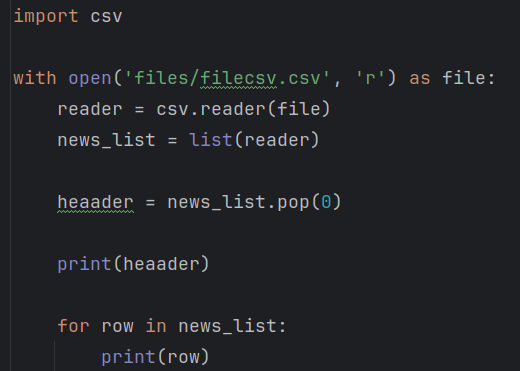 import csv

with open('files/filecsv.csv', 'r') as file:
    reader = csv.reader(file)
    news_list = list(reader)

    heaader = news_list.pop(0)

    print(heaader)

    for row in news_list:
        print(row)